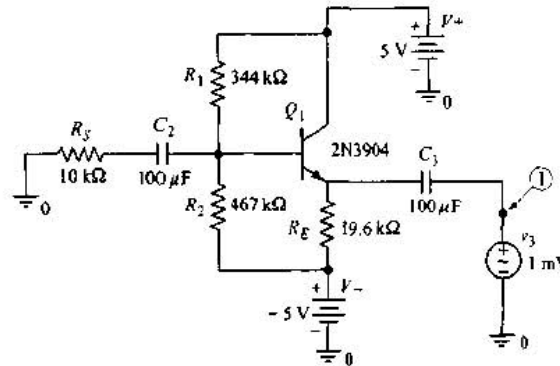 V+
5 V
+
−
0
R1
344 kΩ
Q1
2N3904
RS
10 kΩ
C2
100 μF
0
R2
467 kΩ
RE
19.6 kΩ
C3
100 μF
1
v3
1 mV
+
0
V−
− 5 V
+
−
0